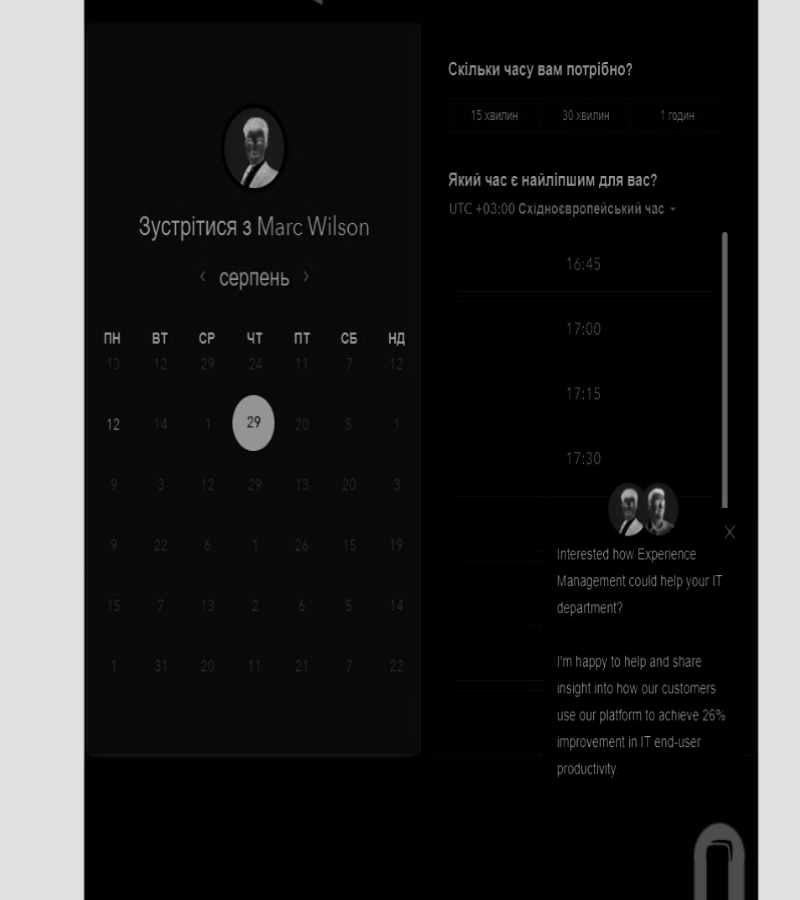 Зустрітися з Marc Wilson
‹ серпень ›
ПН ВТ СР ЧТ ПТ СБ НД
13 12 29 24 11 7 12
12 14 1 29 20 5 1
9 3 12 29 13 20 3
9 22 6 1 26 15 19
15 7 13 2 6 5 14
1 31 20 11 21 7 22
Скільки часу вам потрібно?
15 хвилин 30 хвилин 1 годин
Який час є найліпшим для вас?
UTC +03:00 Східноєвропейський час
16:45
17:00
17:15
17:30
X
Interested how Experience
Management could help your IT
department?
I'm happy to help and share
insight into how our customers
use our platform to achieve 26%
improvement in IT end-user
productivity.